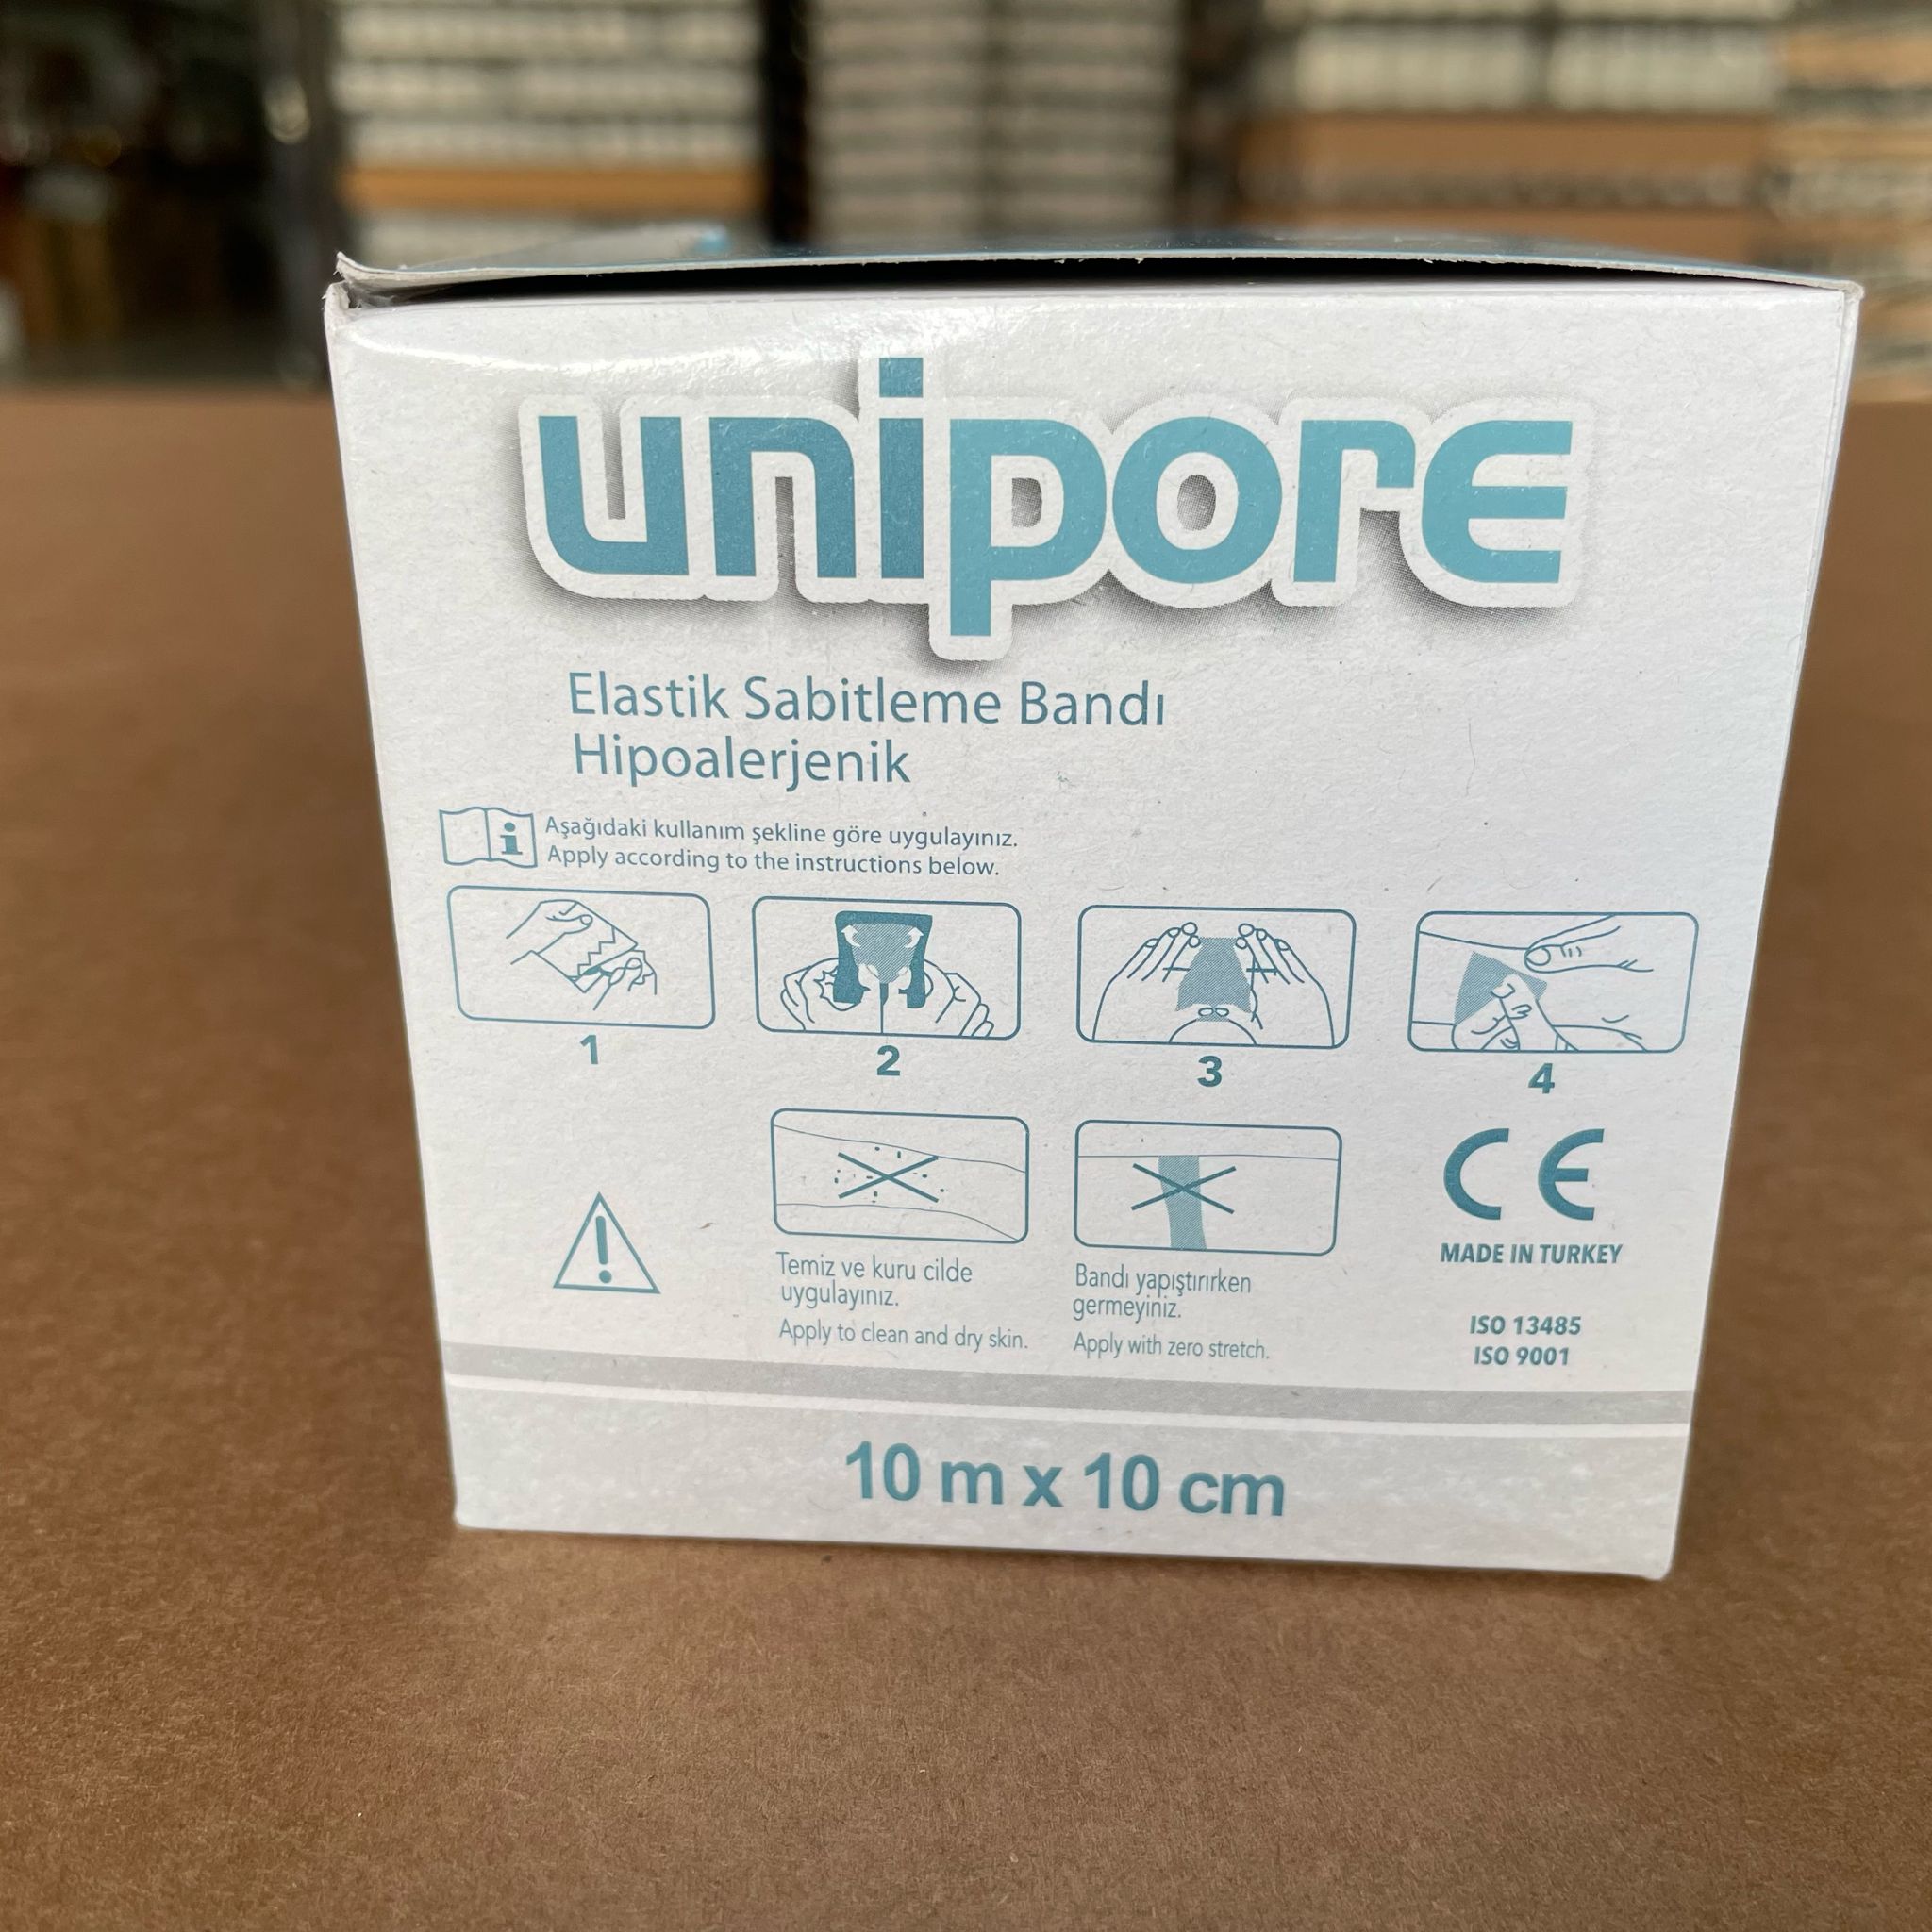 unipore
Elastik Sabitleme Bandı
Hipoalerjenik
Aşağıdaki kullanım şekline göre uygulayınız.
Apply according to the instructions below.
1
2
3
4
Temiz ve kuru cilde
uygulayınız.
Apply to clean and dry skin.
Bandı yapıştırırken
germeyiniz.
Apply with zero stretch.
CE
MADE IN TURKEY
ISO 13485
ISO 9001
10 m x 10 cm